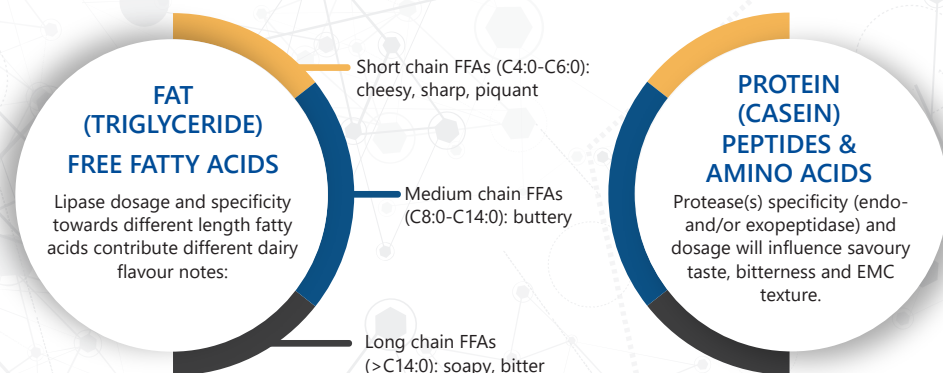 FAT
(TRIGLYCERIDE)
FREE FATTY ACIDS
Lipase dosage and specificity
towards different length fatty
acids contribute different dairy
flavour notes:
Short chain FFAs (C4:0-C6:0):
cheesy, sharp, piquant
Medium chain FFAs
(C8:0-C14:0): buttery
Long chain FFAs
(>C14:0): soapy, bitter
PROTEIN
(CASEIN)
PEPTIDES &
AMINO ACIDS
Protease(s) specificity (endo-
and/or exopeptidase) and
dosage will influence savoury
taste, bitterness and EMC
texture.